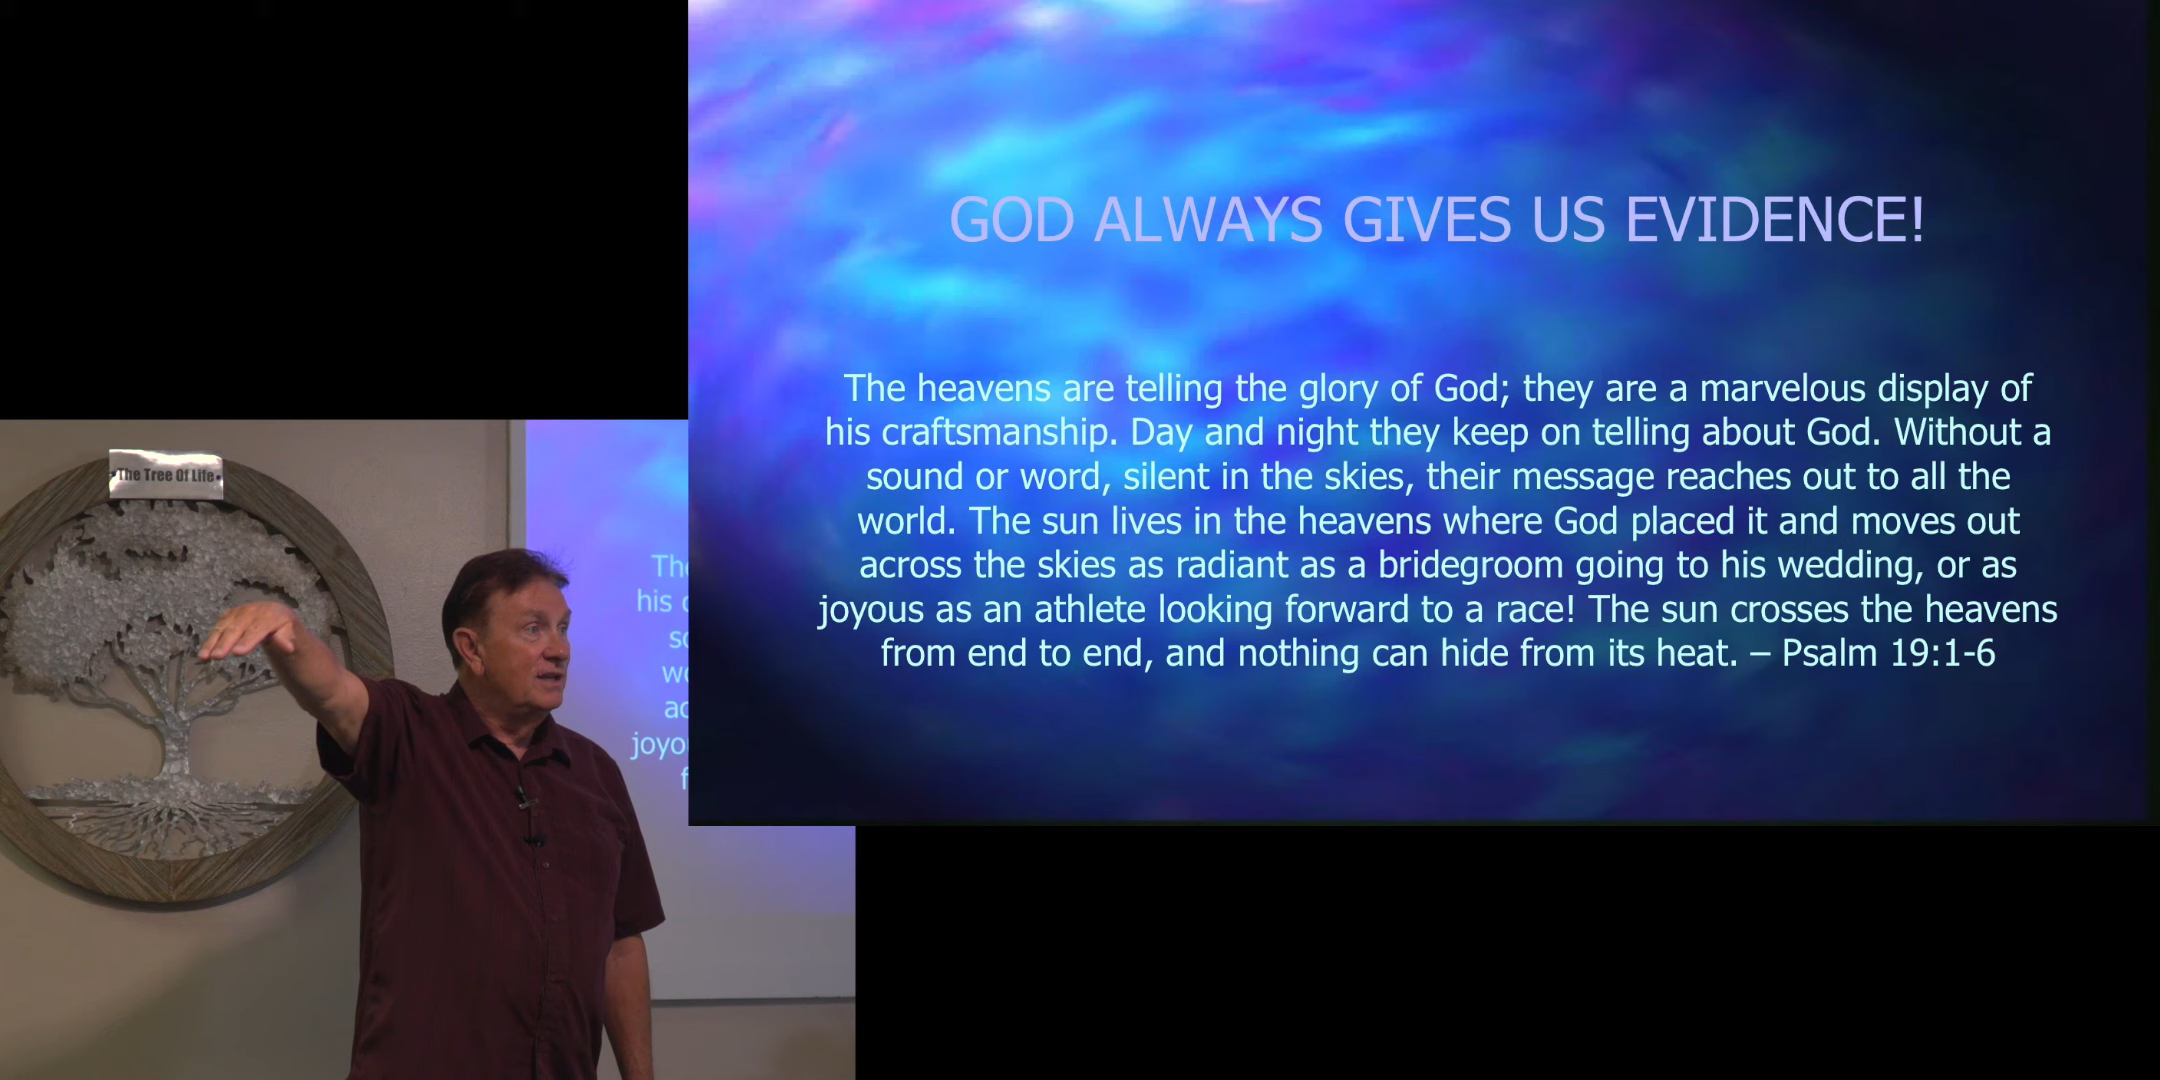 GOD ALWAYS GIVES US EVIDENCE!
The heavens are telling the glory of God; they are a marvelous display of
his craftsmanship. Day and night they keep on telling about God. Without a
sound or word, silent in the skies, their message reaches out to all the
world. The sun lives in the heavens where God placed it and moves out
across the skies as radiant as a bridegroom going to his wedding, or as
joyous as an athlete looking forward to a race! The sun crosses the heavens
from end to end, and nothing can hide from its heat. – Psalm 19:1-6
•The Tree Of Life•
The
his